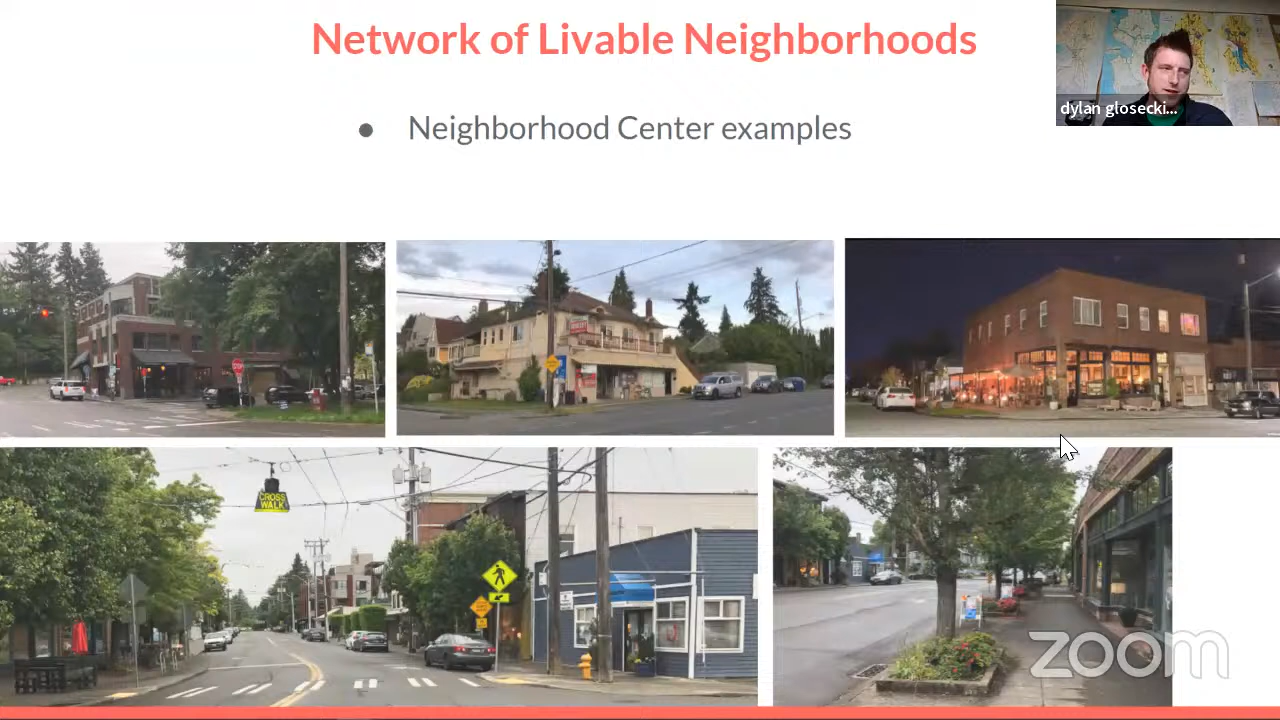 Network of Livable Neighborhoods
dylan glosecki...
● Neighborhood Center examples
CROSS
WALK
zoom